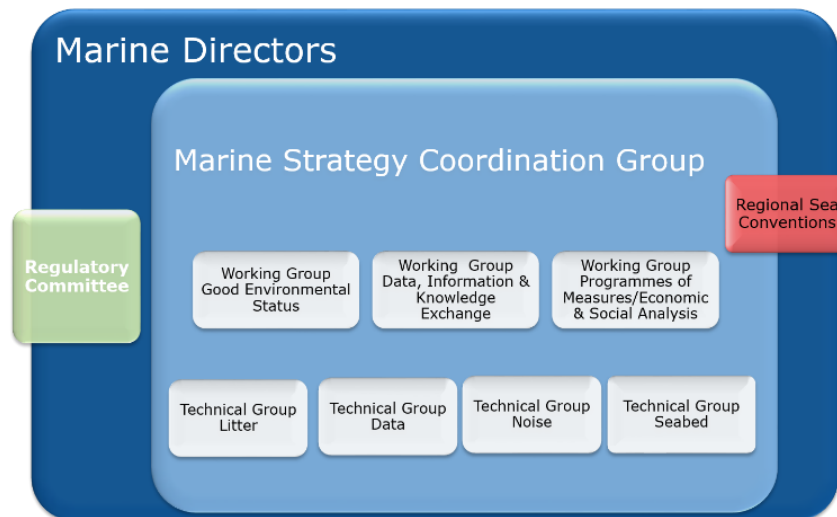 Marine Directors
Marine Strategy Coordination Group
Regional Sea
Conventions
Regulatory
Committee
Working Group
Good Environmental
Status
Working Group
Data, Information &
Knowledge
Exchange
Working Group
Programmes of
Measures/Economic
& Social Analysis
Technical Group
Litter
Technical Group
Data
Technical Group
Noise
Technical Group
Seabed